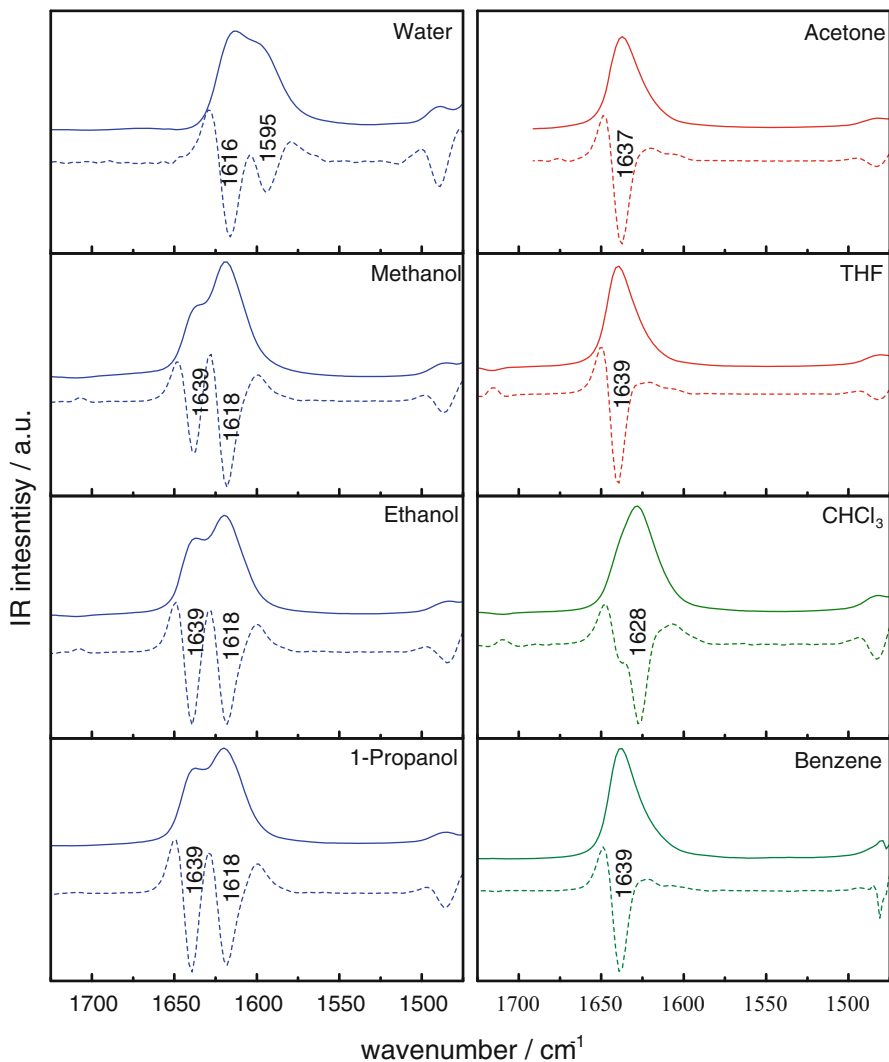 Water
1616
1595
Acetone
1637
Methanol
1639
1618
THF
1639
Ethanol
1639
1618
CHCl₃
1628
1-Propanol
1639
1618
Benzene
1639
IR intesntisy / a.u.
1700 1650 1600 1550 1500
1700 1650 1600 1550 1500
wavenumber / cm⁻¹